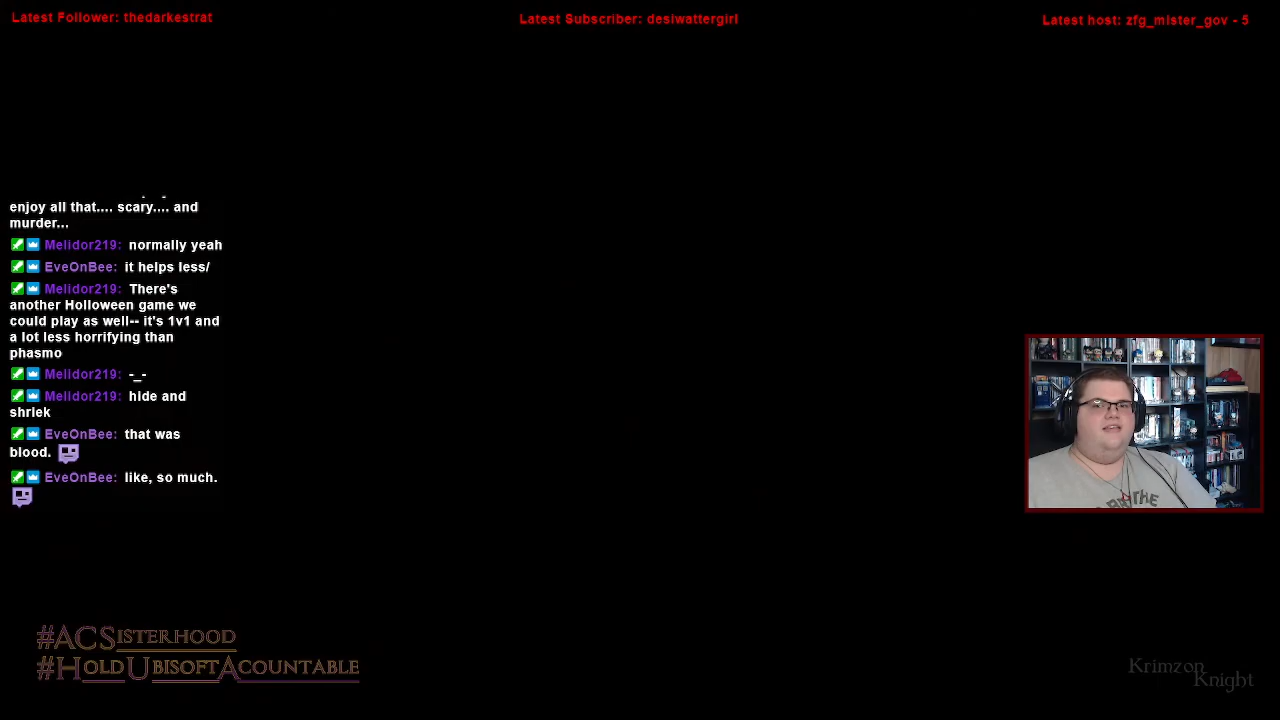 Latest Follower: thedarkestrat
Latest Subscriber: desiwattergirl
Latest host: zfg_mister_gov - 5
enjoy all that.... scary.... and
murder...
Melidor219: normally yeah
EveOnBee: it helps less/
Melidor219: There's
another Holloween game we
could play as well-- it's 1v1 and
a lot less horrifying than
phasmo
Melidor219: -_-
Melidor219: hide and
shriek
EveOnBee: that was
blood.
EveOnBee: like, so much.
#ACSisterhood
#HoldUbisoftAcountable
Krimzon
Knight